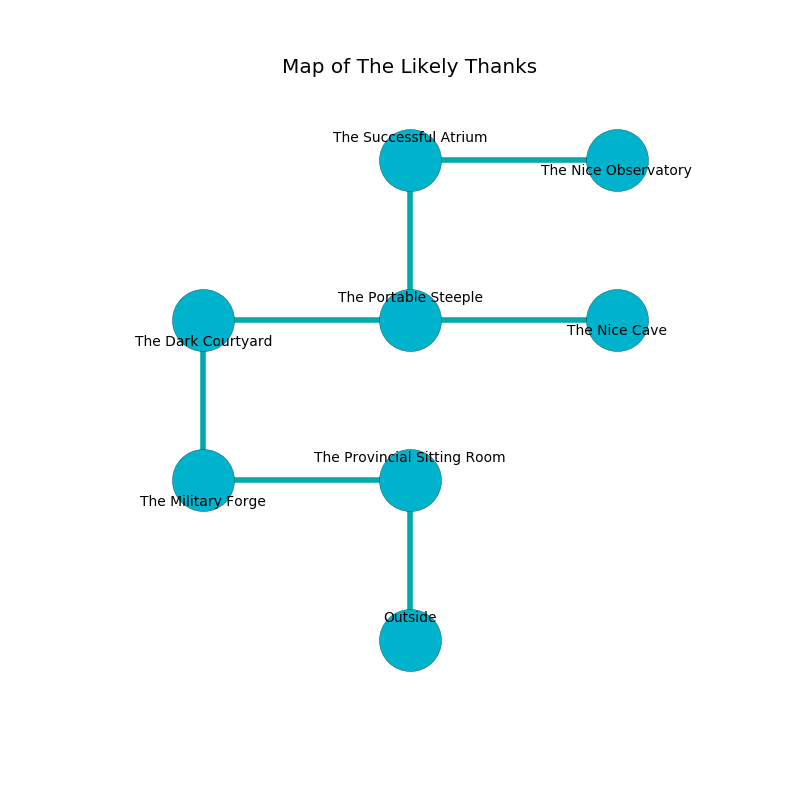 Map of The Likely Thanks
The Successful Atrium
The Nice Observatory
The Portable Steeple
The Nice Cave
The Dark Courtyard
The Provincial Sitting Room
The Military Forge
Outside